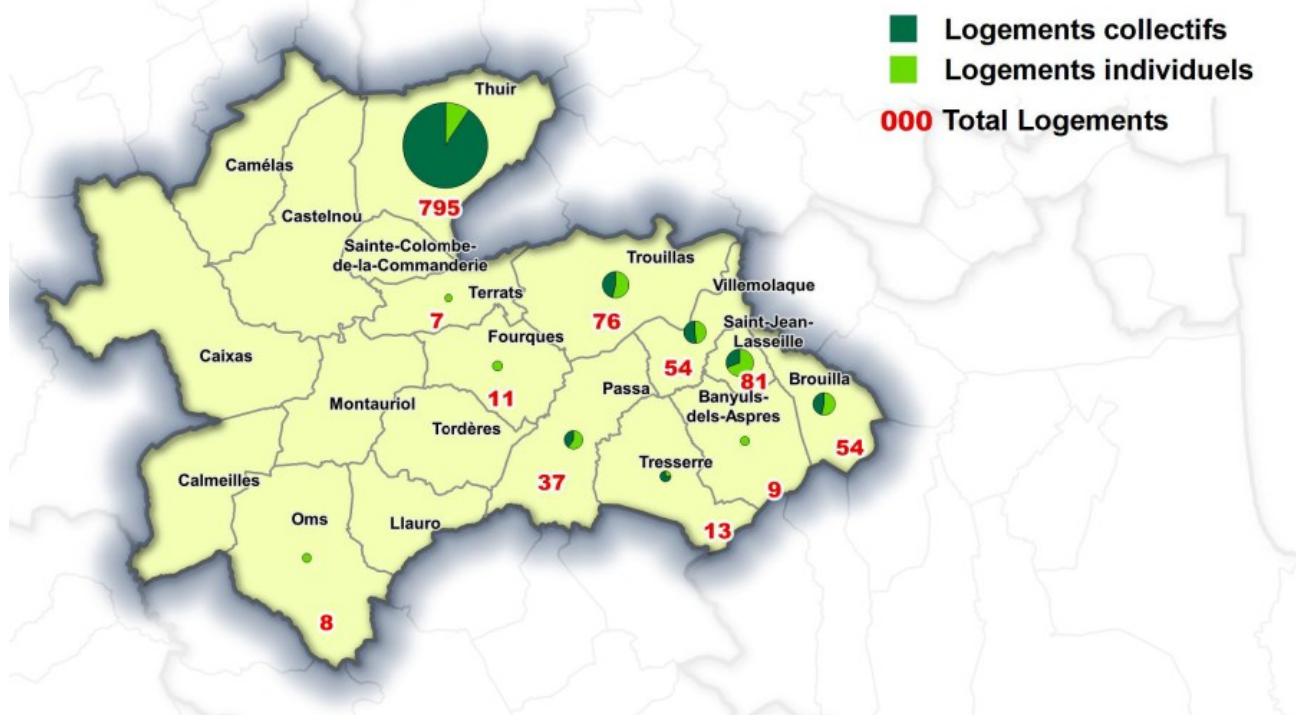 Logements collectifs
Logements individuels
000 Total Logements
Thuir
795
Camélas
Castelnou
Sainte-Colombe-
de-la-Commanderie
Terrats
7
Trouillas
76
Villemolaque
54
Saint-Jean-
Lasseille
81
Brouilla
54
Banyuls-
dels-Aspres
9
Fourques
11
Caixas
Montauriol
Passa
37
Tordères
Tresserre
13
Calmeilles
Oms
8
Llauro